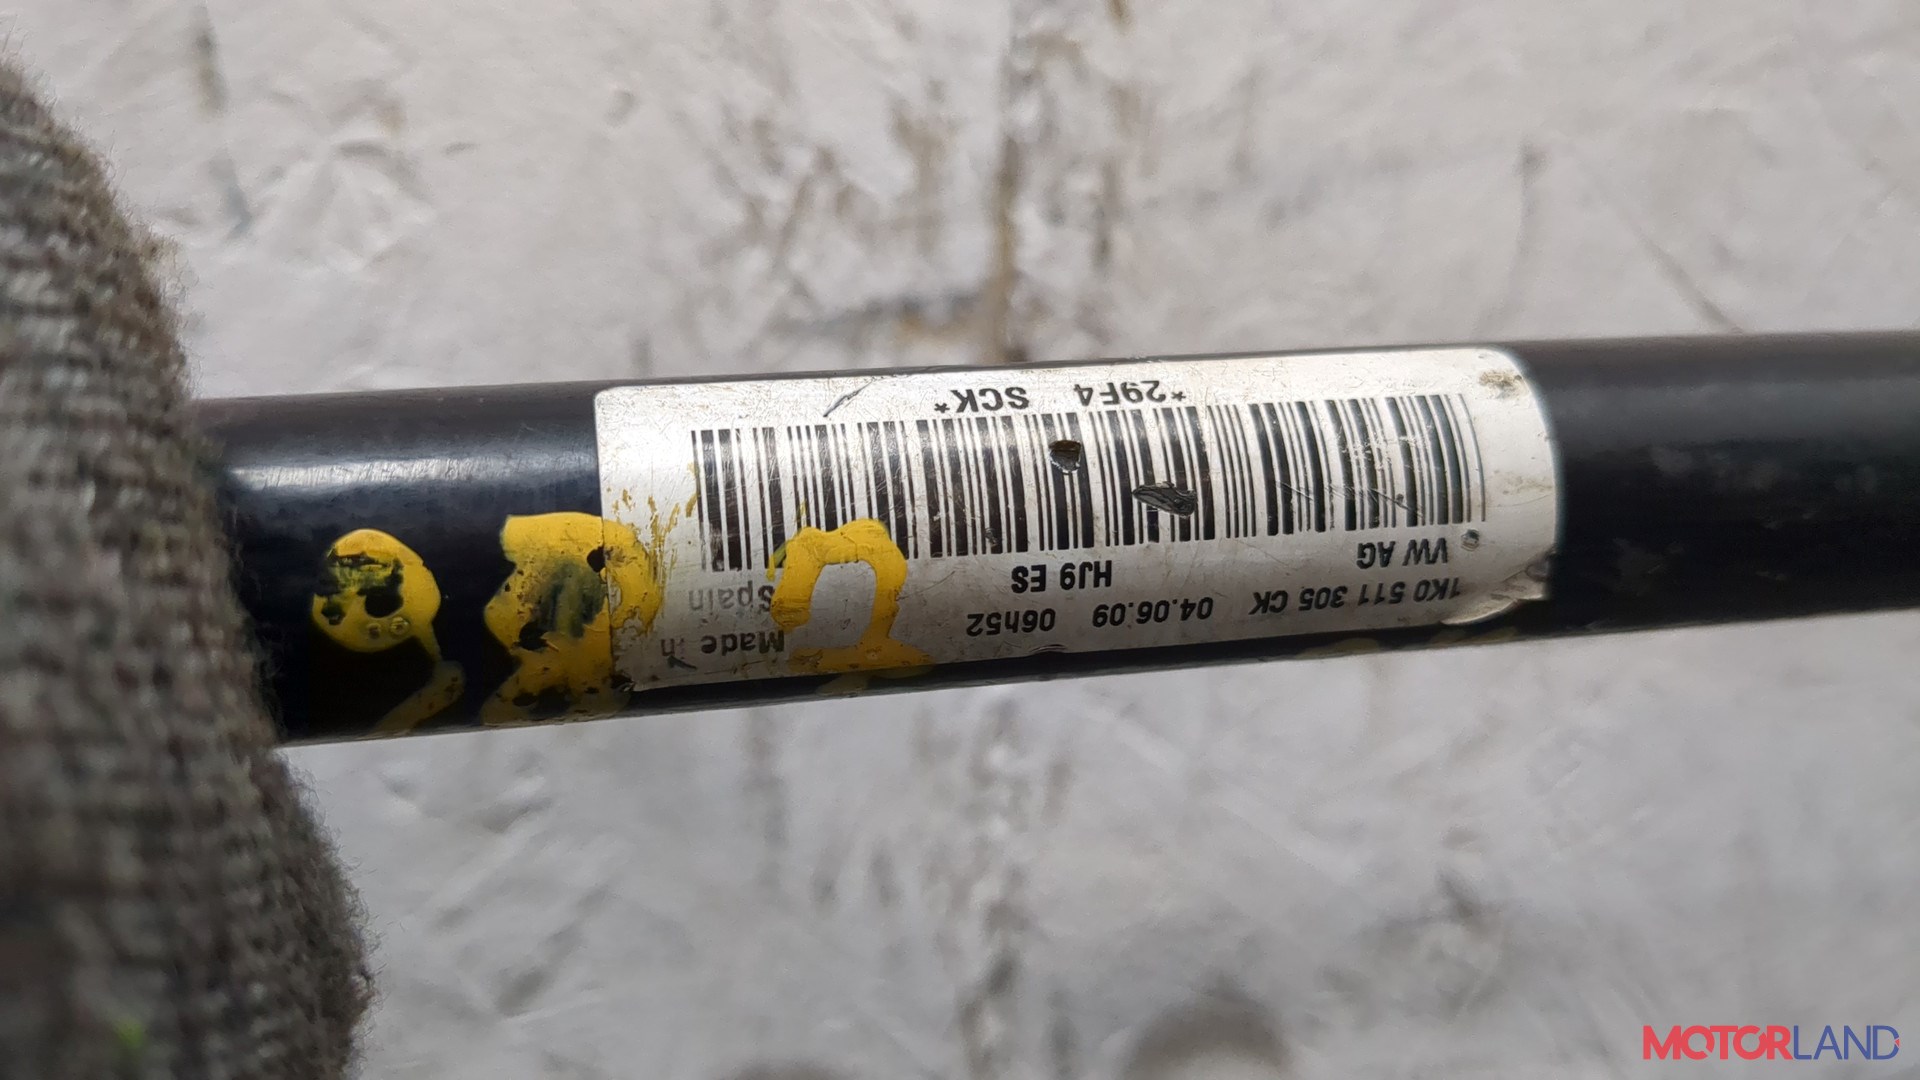 1K0 511 305 CK 04.06.09 06h52 Made in
VW AG HJ9 ES Spain
*29F4 SCK*
MOTORLAND